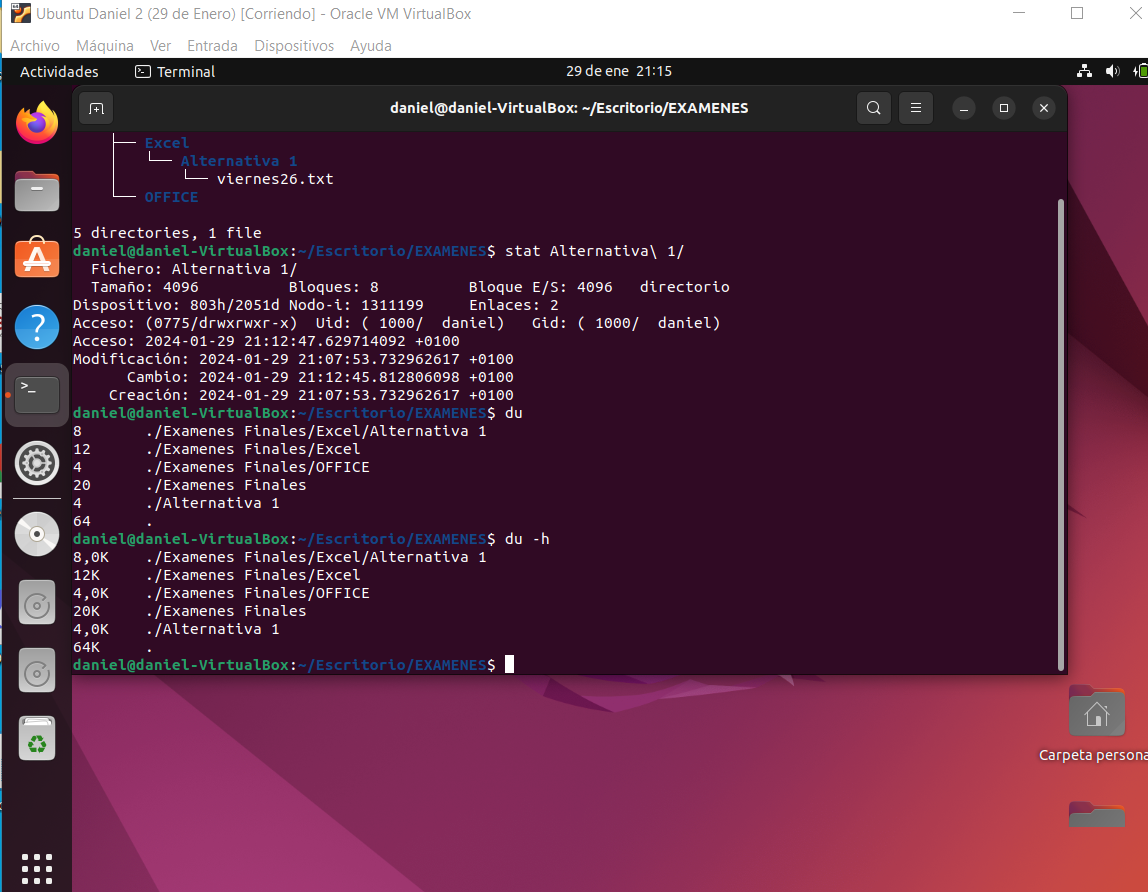 Ubuntu Daniel 2 (29 de Enero) [Corriendo] - Oracle VM VirtualBox
Archivo Máquina Ver Entrada Dispositivos Ayuda
Actividades Terminal 29 de ene 21:15
daniel@daniel-VirtualBox: ~/Escritorio/EXAMENES
├── Excel
│   └── Alternativa 1
│       └── viernes26.txt
└── OFFICE
5 directories, 1 file
daniel@daniel-VirtualBox:~/Escritorio/EXAMENES$ stat Alternativa\ 1/
Fichero: Alternativa 1/
Tamaño: 4096 Bloques: 8 Bloque E/S: 4096 directorio
Dispositivo: 803h/2051d Nodo-i: 1311199 Enlaces: 2
Acceso: (0775/drwxrwxr-x) Uid: ( 1000/ daniel) Gid: ( 1000/ daniel)
Acceso: 2024-01-29 21:12:47.629714092 +0100
Modificación: 2024-01-29 21:07:53.732962617 +0100
Cambio: 2024-01-29 21:12:45.812806098 +0100
Creación: 2024-01-29 21:07:53.732962617 +0100
daniel@daniel-VirtualBox:~/Escritorio/EXAMENES$ du
8 ./Examenes Finales/Excel/Alternativa 1
12 ./Examenes Finales/Excel
4 ./Examenes Finales/OFFICE
20 ./Examenes Finales
4 ./Alternativa 1
64 .
daniel@daniel-VirtualBox:~/Escritorio/EXAMENES$ du -h
8,0K ./Examenes Finales/Excel/Alternativa 1
12K ./Examenes Finales/Excel
4,0K ./Examenes Finales/OFFICE
20K ./Examenes Finales
4,0K ./Alternativa 1
64K .
daniel@daniel-VirtualBox:~/Escritorio/EXAMENES$
Carpeta persona